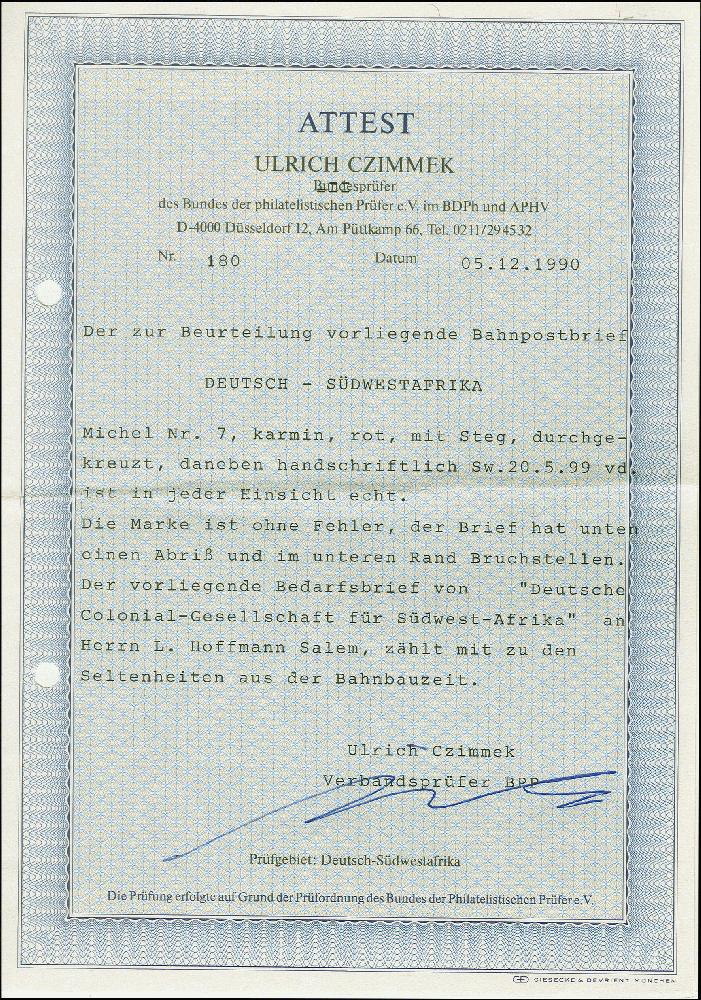 ATTEST
ULRICH CZIMMEK
Bundesprüfer
des Bundes der philatelistischen Prüfer e.V. im BDPh und APHV
D-4000 Düsseldorf 12, Am Püttkamp 66, Tel. 0211/294532
Nr. 180 Datum 05.12.1990
Der zur Beurteilung vorliegende Bahnpostbrief
DEUTSCH - SÜDWESTAFRIKA
Michel Nr. 7, karmin, rot, mit Steg, durchge-
kreuzt, daneben handschriftlich Sw.20.5.99 vd.
ist in jeder Einsicht echt.
Die Marke ist ohne Fehler, der Brief hat unten
einen Abriß und im unteren Rand Bruchstellen.
Der vorliegende Bedarfsbrief von "Deutsche
Colonial-Gesellschaft für Südwest-Afrika" an
Herrn L. Hoffmann Salem, zählt mit zu den
Seltenheiten aus der Bahnbauzeit.
Ulrich Czimmek
Verbandsprüfer BPP
Prüfgebiet: Deutsch-Südwestafrika
Die Prüfung erfolgte auf Grund der Prüfordnung des Bundes der Philatelistischen Prüfer e.V.
GIESECKE & DEVRIENT MÜNCHEN